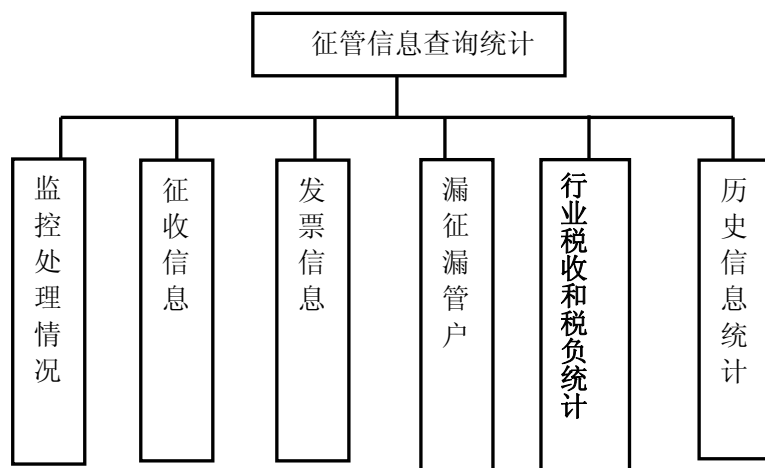 征管信息查询统计
监控处理情况
征收信息
发票信息
漏征漏管户
行业税收和税负统计
历史信息统计